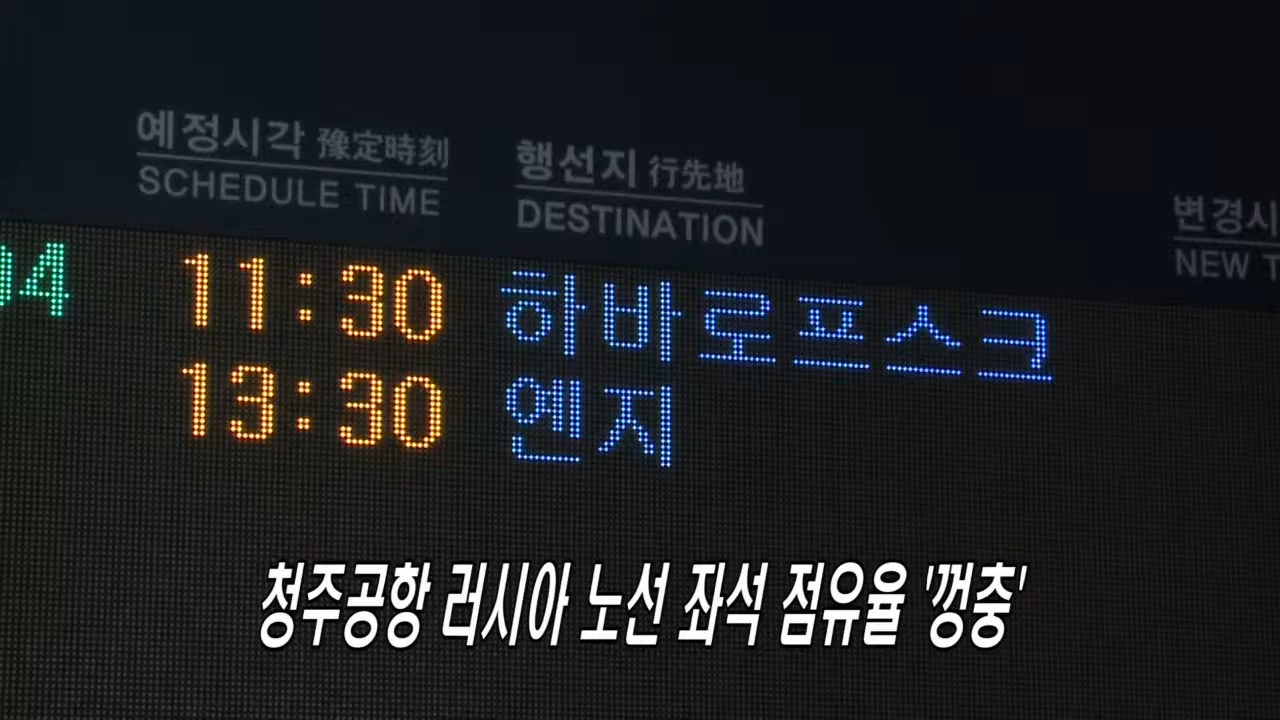 예정시각 豫定時刻
SCHEDULE TIME
행선지 行先地
DESTINATION
변경시
NEW T
04 11:30 하바로프스크
13:30 옌지
청주공항 러시아 노선 좌석 점유율 '껑충'